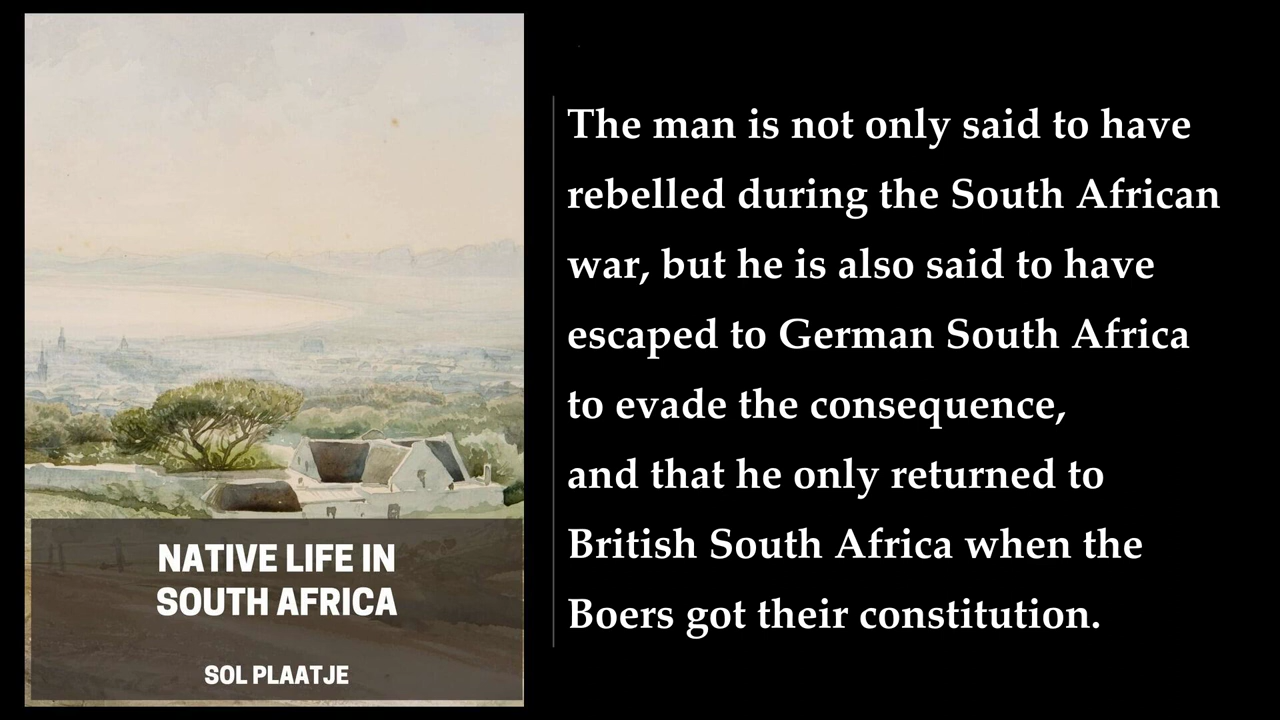 NATIVE LIFE IN
SOUTH AFRICA
SOL PLAATJE
The man is not only said to have
rebelled during the South African
war, but he is also said to have
escaped to German South Africa
to evade the consequence,
and that he only returned to
British South Africa when the
Boers got their constitution.